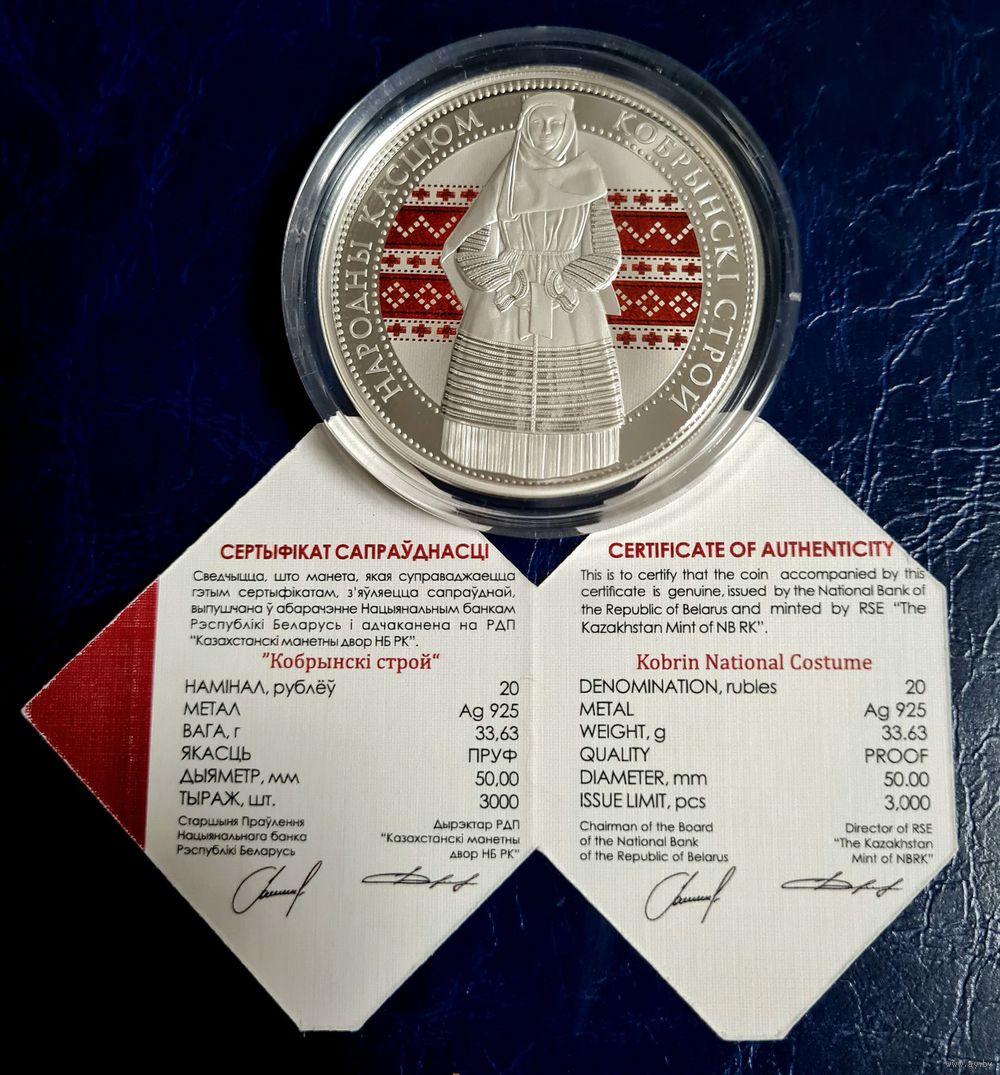 НАРОДНЫ КАСЦЮМ
КОБРЫНСКІ СТРОЙ
СЕРТЫФІКАТ САПРАЎДНАСЦІ
Сведчыцца, што манета, якая суправаджаецца
гэтым сертыфікатам, з'яўляецца сапраўднай,
выпушчана ў абарачэнне Нацыянальным банкам
Рэспублікі Беларусь і адчаканена на РДП
“Казахстанскі манетны двор НБ РК”.
”Кобрынскі строй“
НАМІНАЛ, рублёў 20
МЕТАЛ Ag 925
ВАГА, г 33,63
ЯКАСЦЬ ПРУФ
ДЫЯМЕТР, мм 50,00
ТЫРАЖ, шт. 3000
Старшыня Праўлення
Нацыянальнага банка
Рэспублікі Беларусь
Дырэктар РДП
“Казахстанскі манетны
двор НБ РК”
CERTIFICATE OF AUTHENTICITY
This is to certify that the coin accompanied by this
certificate is genuine, issued by the National Bank of
the Republic of Belarus and minted by RSE “The
Kazakhstan Mint of NB RK”.
Kobrin National Costume
DENOMINATION, rubles 20
METAL Ag 925
WEIGHT, g 33.63
QUALITY PROOF
DIAMETER, mm 50.00
ISSUE LIMIT, pcs 3,000
Chairman of the Board
of the National Bank
of the Republic of Belarus
Director of RSE
“The Kazakhstan
Mint of NBRK”
www.ay.by